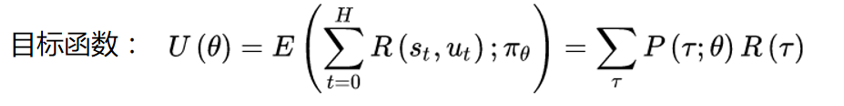 目标函数： U(θ) = E(∑_{t=0}^{H} R(s_t, u_t); π_θ) = ∑_τ P(τ; θ) R(τ)